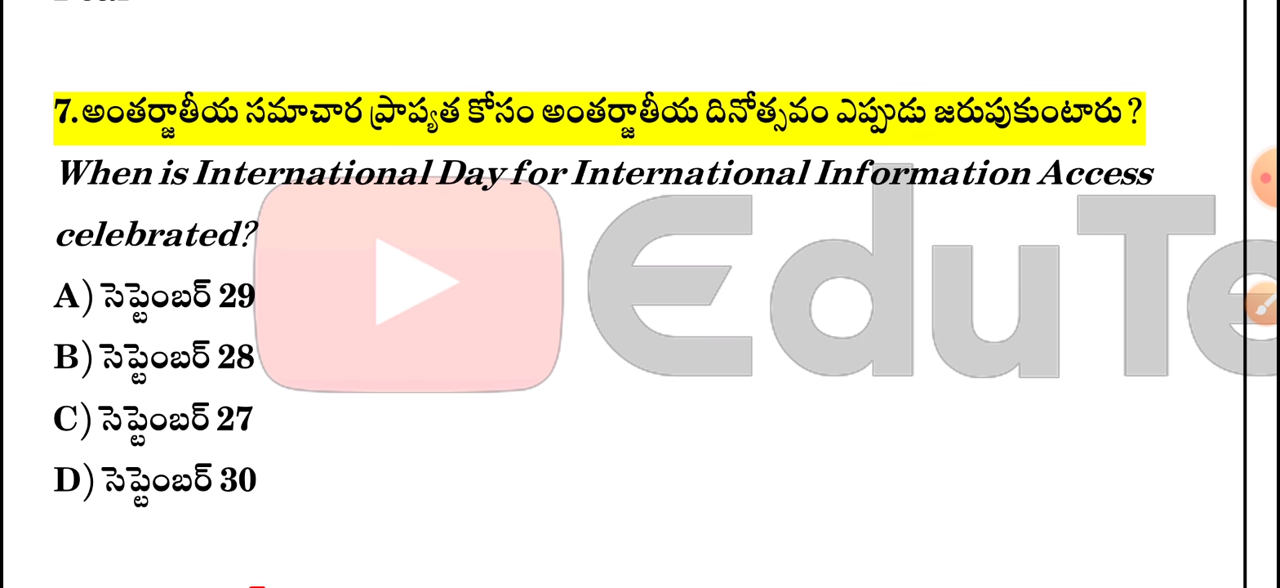 7.అంతర్జాతీయ సమాచార ప్రాప్యత కోసం అంతర్జాతీయ దినోత్సవం ఎప్పుడు జరుపుకుంటారు?
When is International Day for International Information Access
celebrated?
A) సెప్టెంబర్ 29
B) సెప్టెంబర్ 28
C) సెప్టెంబర్ 27
D) సెప్టెంబర్ 30
EduTe